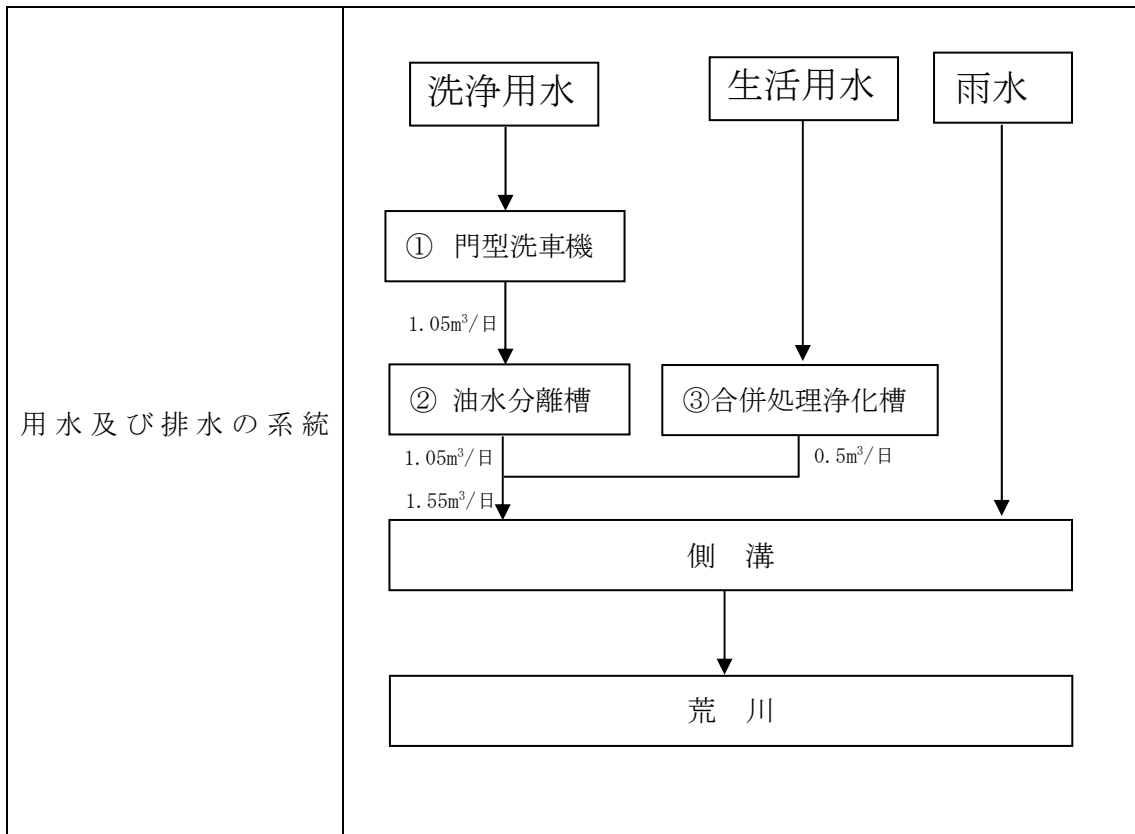 用水及び排水の系統
洗浄用水
生活用水
雨水
① 門型洗車機
1.05m³/日
② 油水分離槽
③合併処理浄化槽
1.05m³/日
0.5m³/日
1.55m³/日
側 溝
荒 川